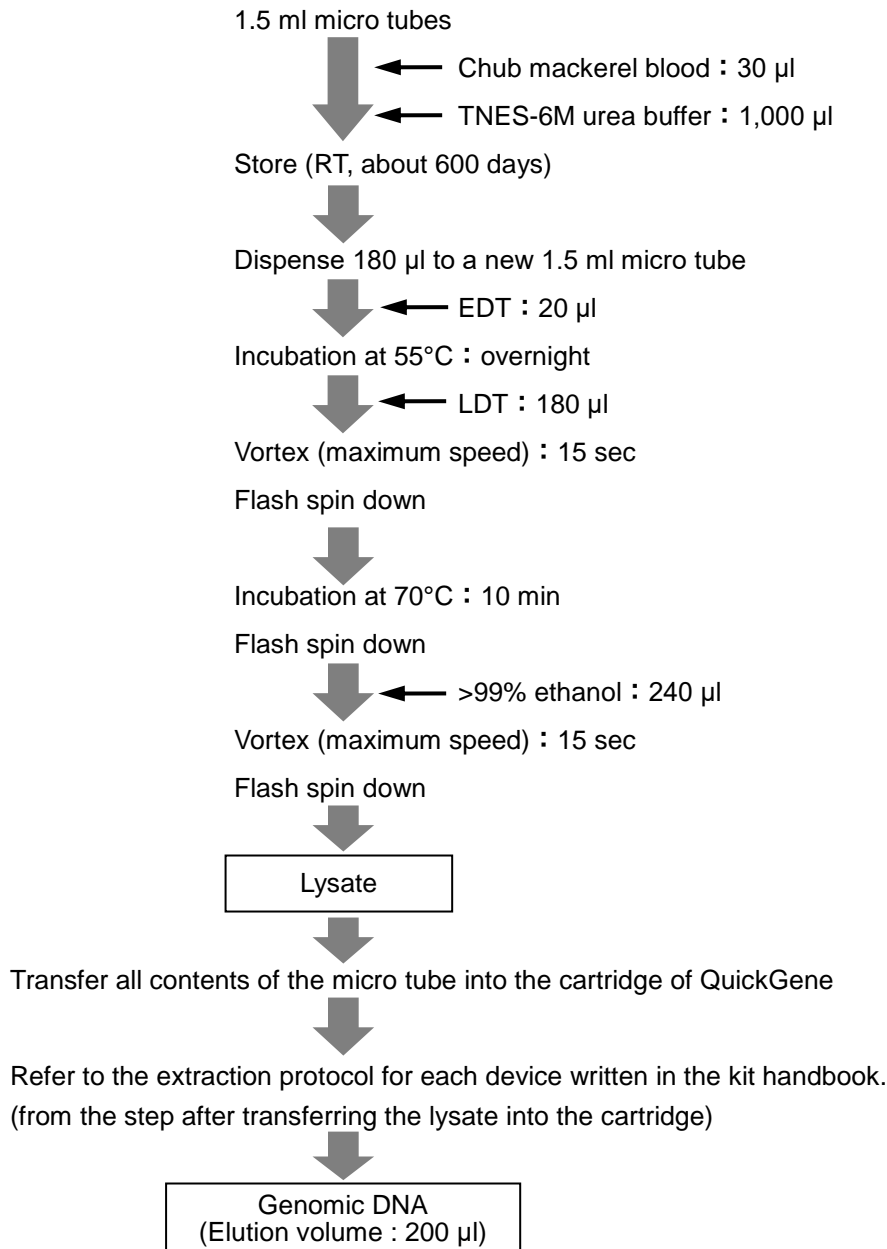 1.5 ml micro tubes
Chub mackerel blood：30 µl
TNES-6M urea buffer：1,000 µl
Store (RT, about 600 days)
Dispense 180 µl to a new 1.5 ml micro tube
EDT：20 µl
Incubation at 55°C：overnight
LDT：180 µl
Vortex (maximum speed)：15 sec
Flash spin down
Incubation at 70°C：10 min
Flash spin down
>99% ethanol：240 µl
Vortex (maximum speed)：15 sec
Flash spin down
Lysate
Transfer all contents of the micro tube into the cartridge of QuickGene
Refer to the extraction protocol for each device written in the kit handbook.
(from the step after transferring the lysate into the cartridge)
Genomic DNA
(Elution volume : 200 µl)